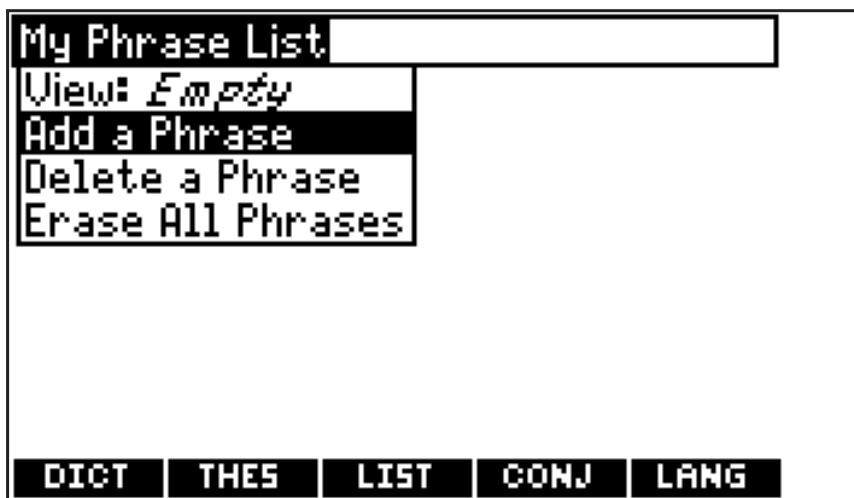 My Phrase List
View: Empty
Add a Phrase
Delete a Phrase
Erase All Phrases
DICT THES LIST CONJ LANG